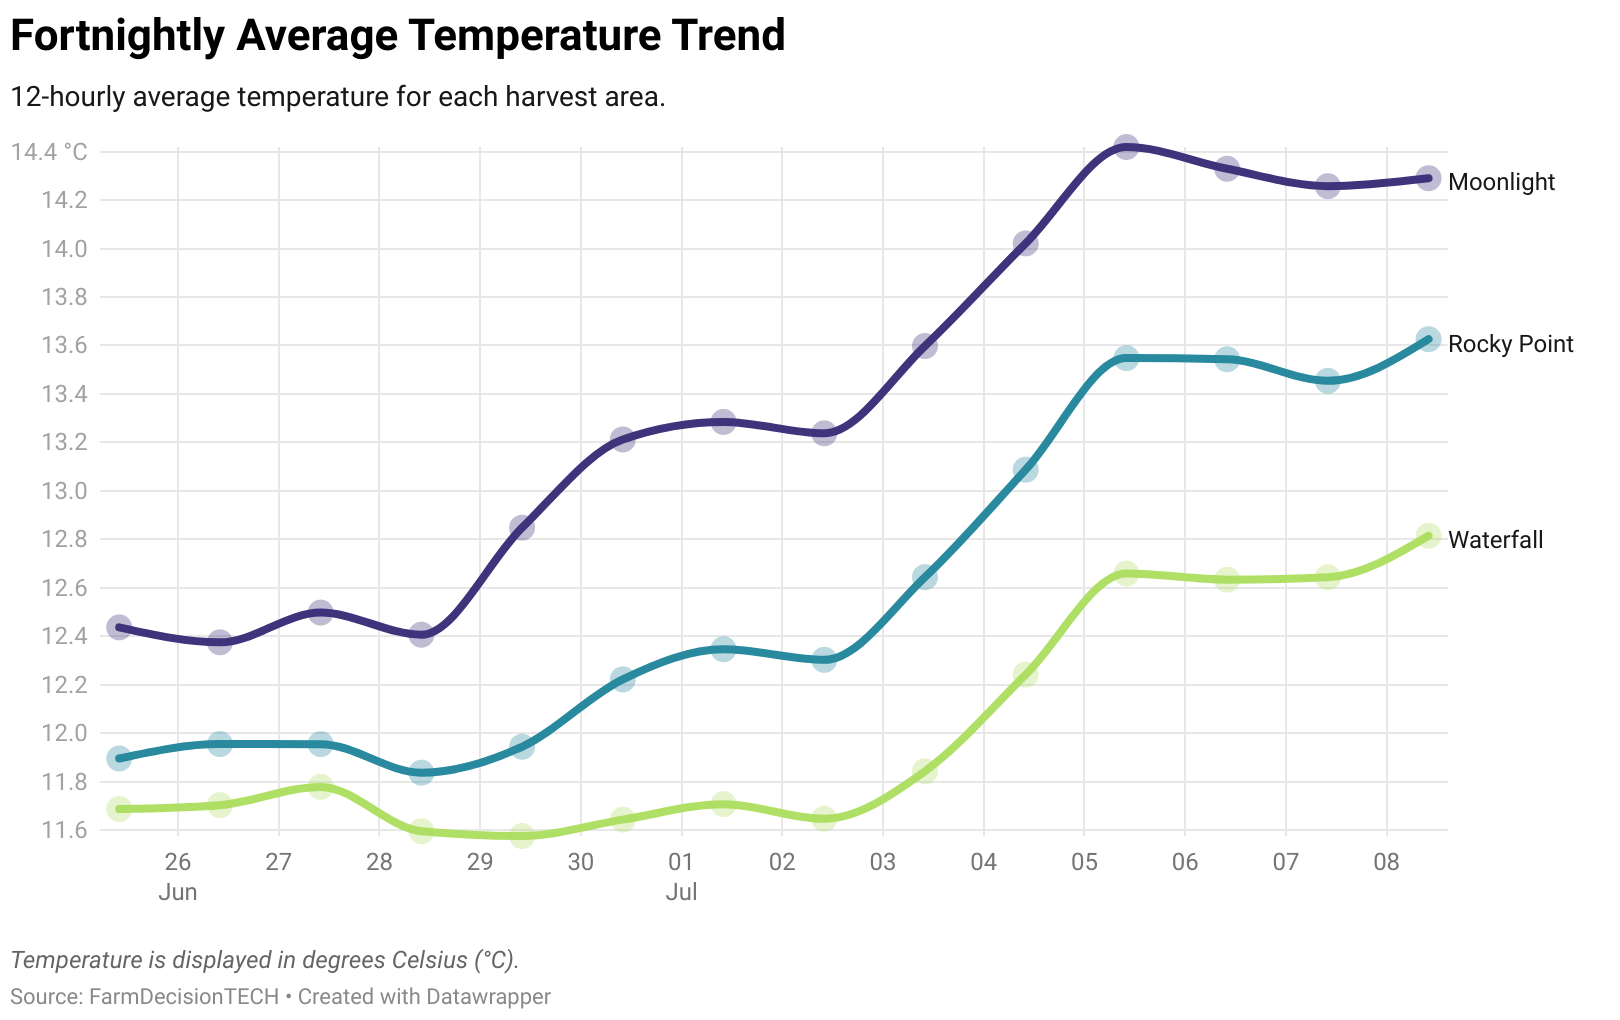 Fortnightly Average Temperature Trend
12-hourly average temperature for each harvest area.
14.4 °C
14.2
14.0
13.8
13.6
13.4
13.2
13.0
12.8
12.6
12.4
12.2
12.0
11.8
11.6
Moonlight
Rocky Point
Waterfall
26 27 28 29 30 01 02 03 04 05 06 07 08
Jun Jul
Temperature is displayed in degrees Celsius (°C).
Source: FarmDecisionTECH • Created with Datawrapper